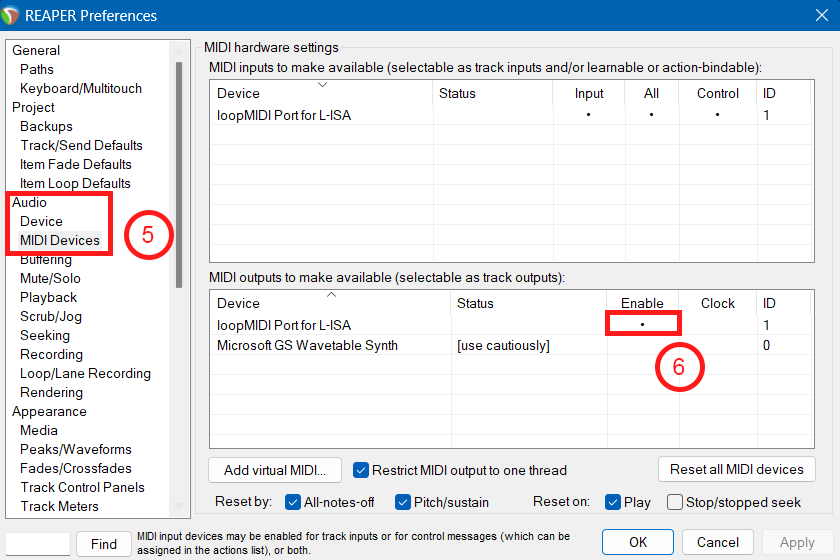 REAPER Preferences
General
Paths
Keyboard/Multitouch
Project
Backups
Track/Send Defaults
Item Fade Defaults
Item Loop Defaults
Audio
Device
MIDI Devices
Buffering
Mute/Solo
Playback
Scrub/Jog
Seeking
Recording
Loop/Lane Recording
Rendering
Appearance
Media
Peaks/Waveforms
Fades/Crossfades
Track Control Panels
Track Meters
5
MIDI hardware settings
MIDI inputs to make available (selectable as track inputs and/or learnable or action-bindable):
Device Status Input All Control ID
loopMIDI Port for L-ISA • • • 1
MIDI outputs to make available (selectable as track outputs):
Device Status Enable Clock ID
loopMIDI Port for L-ISA • 1
Microsoft GS Wavetable Synth [use cautiously] 0
6
Add virtual MIDI... Restrict MIDI output to one thread Reset all MIDI devices
Reset by: All-notes-off Pitch/sustain Reset on: Play Stop/stopped seek
Find
MIDI input devices may be enabled for track inputs or for control messages (which can be
assigned in the actions list), or both.
OK Cancel Apply